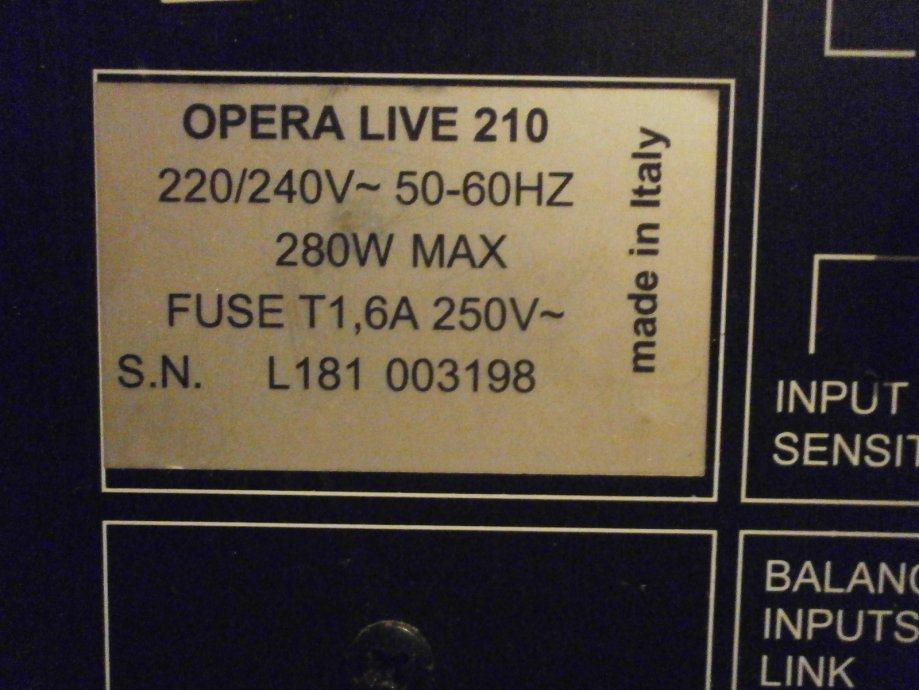 OPERA LIVE 210
220/240V~ 50-60HZ
280W MAX
FUSE T1,6A 250V~
S.N. L181 003198
made in Italy
INPUT
SENSIT
BALANC
INPUTS
LINK